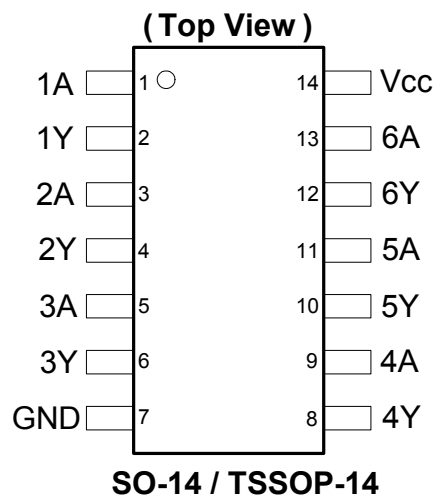 (Top View)
1A 1 14 Vcc
1Y 2 13 6A
2A 3 12 6Y
2Y 4 11 5A
3A 5 10 5Y
3Y 6 9 4A
GND 7 8 4Y
SO-14 / TSSOP-14